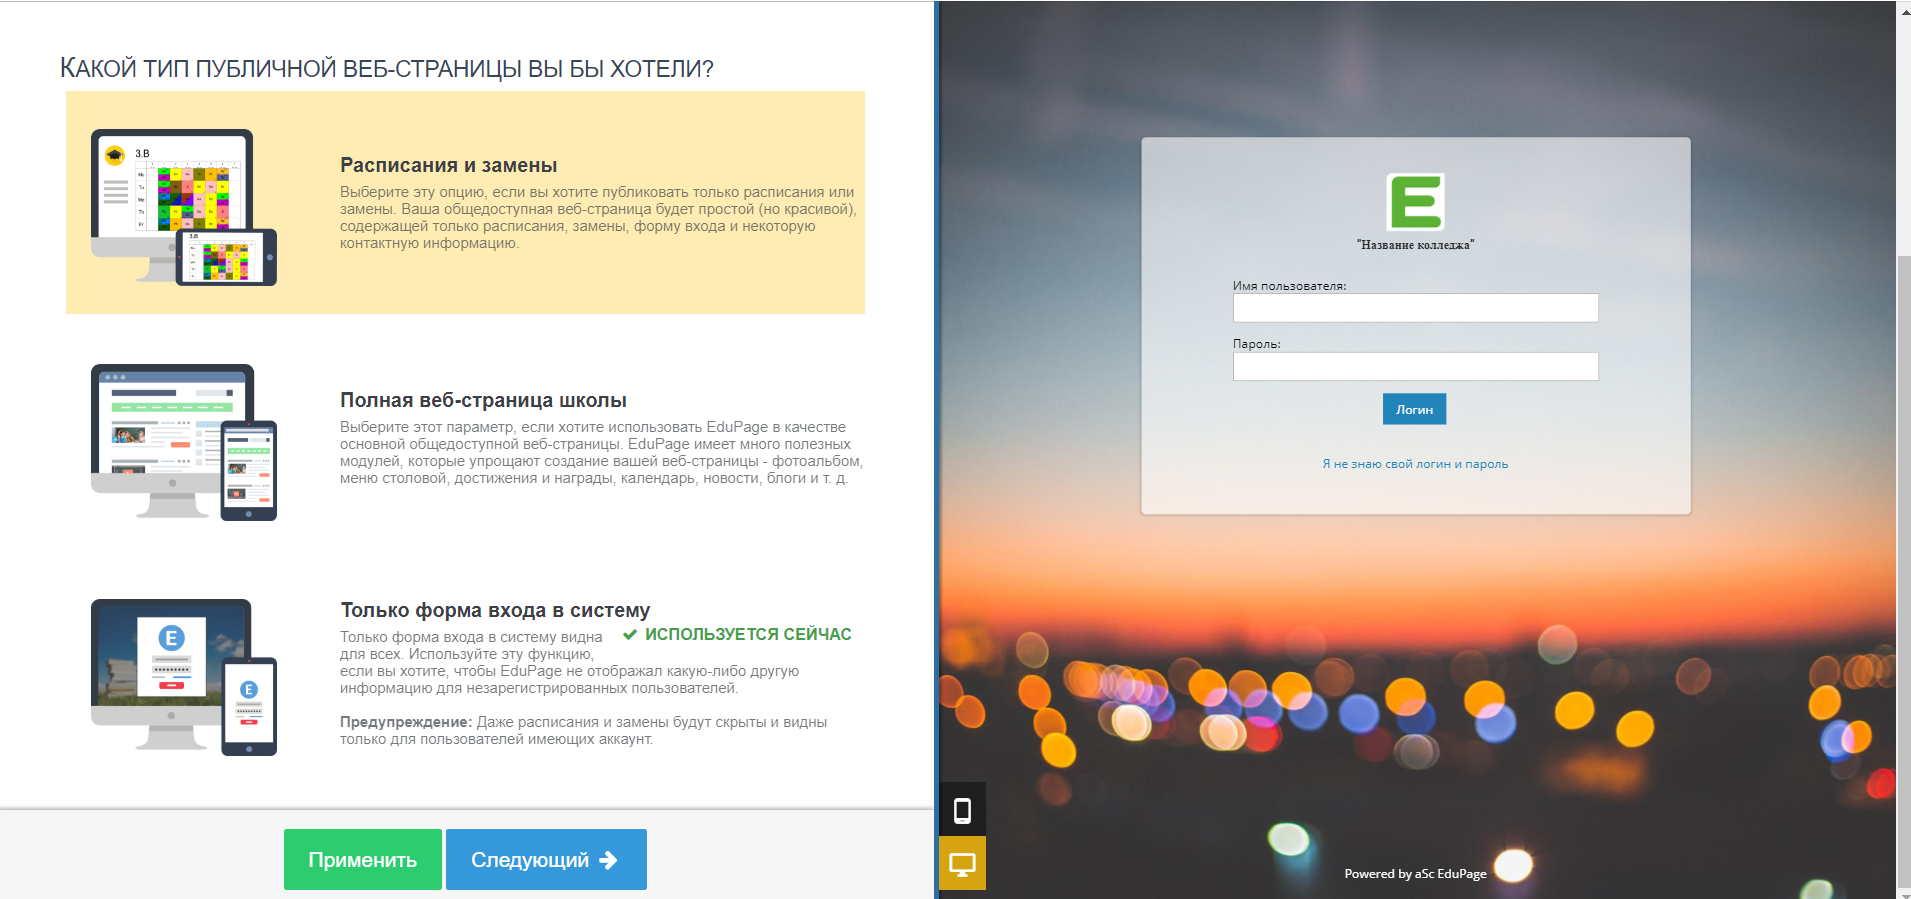 КАКОЙ ТИП ПУБЛИЧНОЙ ВЕБ-СТРАНИЦЫ ВЫ БЫ ХОТЕЛИ?
3.B
3.B
Расписания и замены
Выберите эту опцию, если вы хотите публиковать только расписания или
замены. Ваша общедоступная веб-страница будет простой (но красивой),
содержащей только расписания, замены, форму входа и некоторую
контактную информацию.
Полная веб-страница школы
Выберите этот параметр, если хотите использовать EduPage в качестве
основной общедоступной веб-страницы. EduPage имеет много полезных
модулей, которые упрощают создание вашей веб-страницы - фотоальбом,
меню столовой, достижения и награды, календарь, новости, блоги и т. д.
E
E
Только форма входа в систему
Только форма входа в систему видна
ИСПОЛЬЗУЕТСЯ СЕЙЧАС
для всех. Используйте эту функцию,
если вы хотите, чтобы EduPage не отображал какую-либо другую
информацию для незарегистрированных пользователей.
Предупреждение: Даже расписания и замены будут скрыты и видны
только для пользователей имеющих аккаунт.
Применить
Следующий
E
"Название колледжа"
Имя пользователя:
Пароль:
Логин
Я не знаю свой логин и пароль
Powered by aSc EduPage